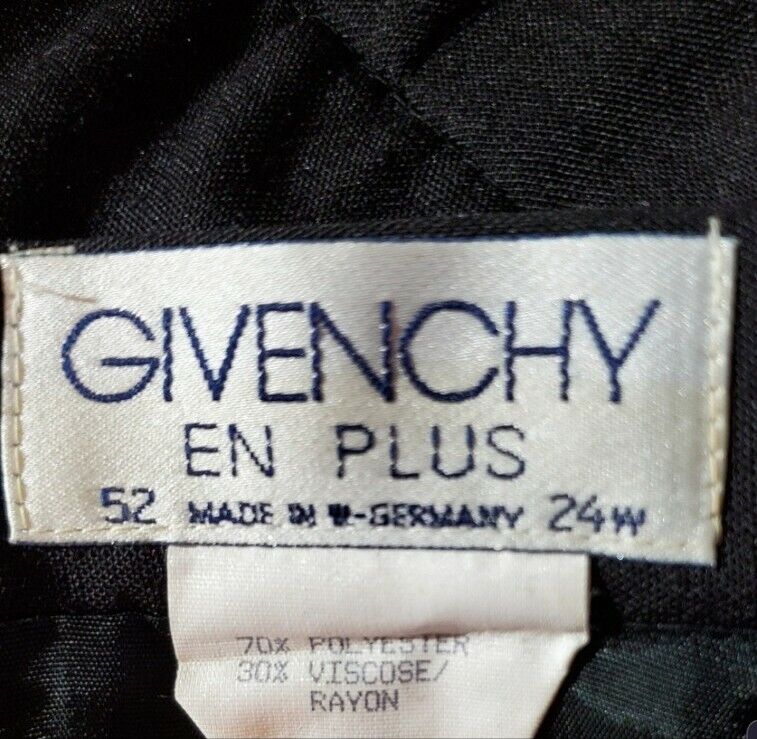 GIVENCHY
EN PLUS
52 MADE IN W-GERMANY 24W
70% POLYESTER
30% VISCOSE/
RAYON